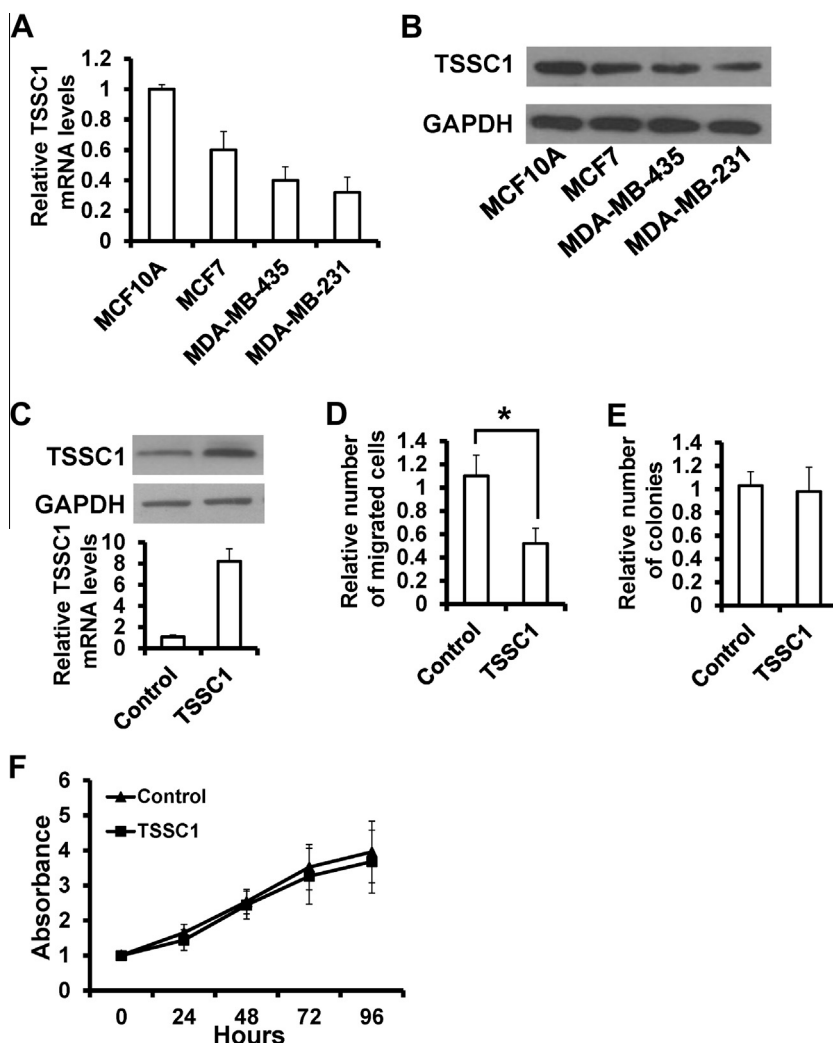 A
Relative TSSC1
mRNA levels
1.2
1
0.8
0.6
0.4
0.2
0
MCF10A
MCF7
MDA-MB-435
MDA-MB-231
B
TSSC1
GAPDH
MCF10A
MCF7
MDA-MB-435
MDA-MB-231
C
TSSC1
GAPDH
Relative TSSC1
mRNA levels
10
8
6
4
2
0
Control
TSSC1
D
*
Relative number
of migrated cells
1.4
1.2
1
0.8
0.6
0.4
0.2
0
Control
TSSC1
E
Relative number
of colonies
1.4
1.2
1
0.8
0.6
0.4
0.2
0
Control
TSSC1
F
Absorbance
6
5
4
3
2
1
0
Control
TSSC1
0 24 48 72 96
Hours